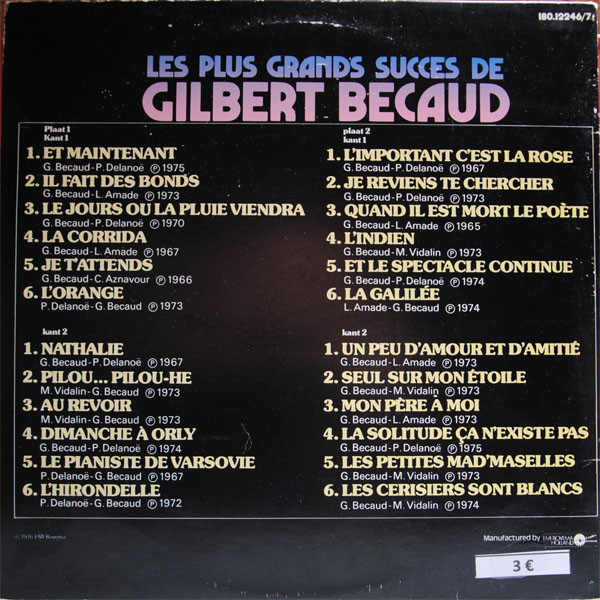 180.12246/7
LES PLUS GRANDS SUCCES DE
GILBERT BECAUD
Plaat 1
Kant 1
1. ET MAINTENANT
G. Becaud-P. Delanoë Ⓟ 1975
2. IL FAIT DES BONDS
G. Becaud-L. Amade Ⓟ 1973
3. LE JOURS OU LA PLUIE VIENDRA
G. Becaud-P. Delanoë Ⓟ 1970
4. LA CORRIDA
G. Becaud-L. Amade Ⓟ 1967
5. JE T'ATTENDS
G. Becaud-C. Aznavour Ⓟ 1966
6. L'ORANGE
P. Delanoë-G. Becaud Ⓟ 1973
kant 2
1. NATHALIE
G. Becaud-P. Delanoë Ⓟ 1967
2. PILOU... PILOU-HE
M. Vidalin-G. Becaud Ⓟ 1973
3. AU REVOIR
M. Vidalin-G. Becaud Ⓟ 1973
4. DIMANCHE À ORLY
G. Becaud-P. Delanoë Ⓟ 1974
5. LE PIANISTE DE VARSOVIE
P. Delanoë-G. Becaud Ⓟ 1967
6. L'HIRONDELLE
P. Delanoë-G. Becaud Ⓟ 1972
plaat 2
kant 1
1. L'IMPORTANT C'EST LA ROSE
G. Becaud-P. Delanoë Ⓟ 1967
2. JE REVIENS TE CHERCHER
G. Becaud-P. Delanoë Ⓟ 1973
3. QUAND IL EST MORT LE POÈTE
G. Becaud-L. Amade Ⓟ 1965
4. L'INDIEN
G. Becaud-M. Vidalin Ⓟ 1973
5. ET LE SPECTACLE CONTINUE
G. Becaud-P. Delanoë Ⓟ 1974
6. LA GALILÉE
L. Amade-G. Becaud Ⓟ 1974
kant 2
1. UN PEU D'AMOUR ET D'AMITIÉ
G. Becaud-L. Amade Ⓟ 1973
2. SEUL SUR MON ÉTOILE
G. Becaud-M. Vidalin Ⓟ 1973
3. MON PÈRE À MOI
G. Becaud-L. Amade Ⓟ 1973
4. LA SOLITUDE ÇA N'EXISTE PAS
G. Becaud-P. Delanoë Ⓟ 1975
5. LES PETITES MAD'MASELLES
G. Becaud-M. Vidalin Ⓟ 1973
6. LES CERISIERS SONT BLANCS
G. Becaud-M. Vidalin Ⓟ 1974
1976 EMI Bovema
Manufactured by EMI BOVEMA HOLLAND
3 €